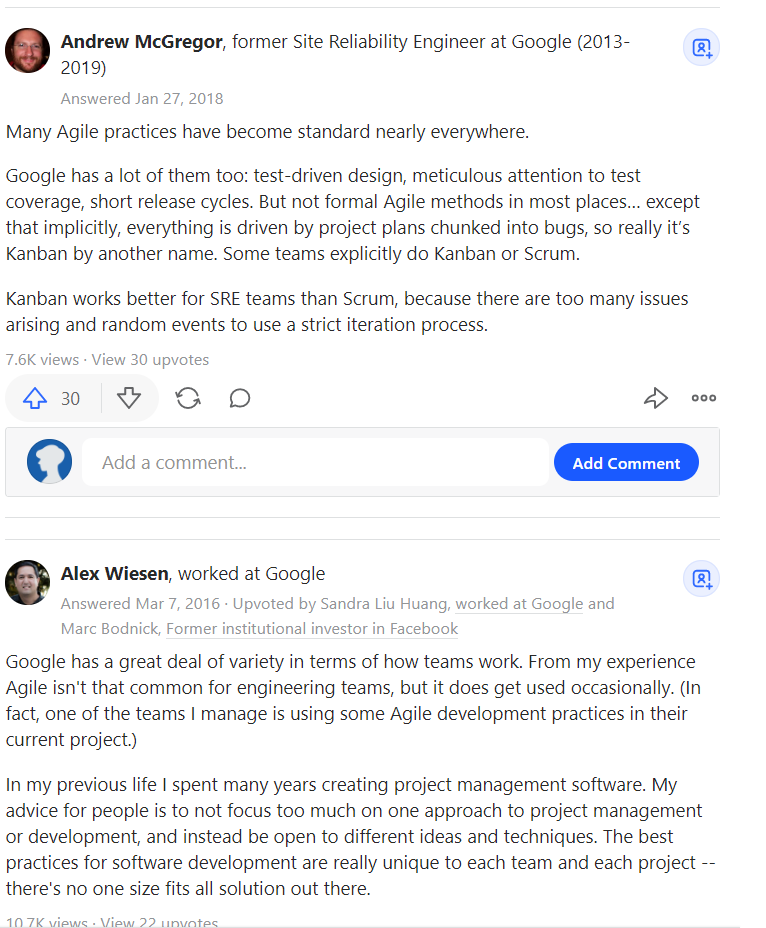 Andrew McGregor, former Site Reliability Engineer at Google (2013-
2019)
Answered Jan 27, 2018
Many Agile practices have become standard nearly everywhere.
Google has a lot of them too: test-driven design, meticulous attention to test
coverage, short release cycles. But not formal Agile methods in most places... except
that implicitly, everything is driven by project plans chunked into bugs, so really it's
Kanban by another name. Some teams explicitly do Kanban or Scrum.
Kanban works better for SRE teams than Scrum, because there are too many issues
arising and random events to use a strict iteration process.
7.6K views · View 30 upvotes
30
Add a comment...
Add Comment
Alex Wiesen, worked at Google
Answered Mar 7, 2016 · Upvoted by Sandra Liu Huang, worked at Google and
Marc Bodnick, Former institutional investor in Facebook
Google has a great deal of variety in terms of how teams work. From my experience
Agile isn't that common for engineering teams, but it does get used occasionally. (In
fact, one of the teams I manage is using some Agile development practices in their
current project.)
In my previous life I spent many years creating project management software. My
advice for people is to not focus too much on one approach to project management
or development, and instead be open to different ideas and techniques. The best
practices for software development are really unique to each team and each project --
there's no one size fits all solution out there.
10.7K views · View 22 upvotes